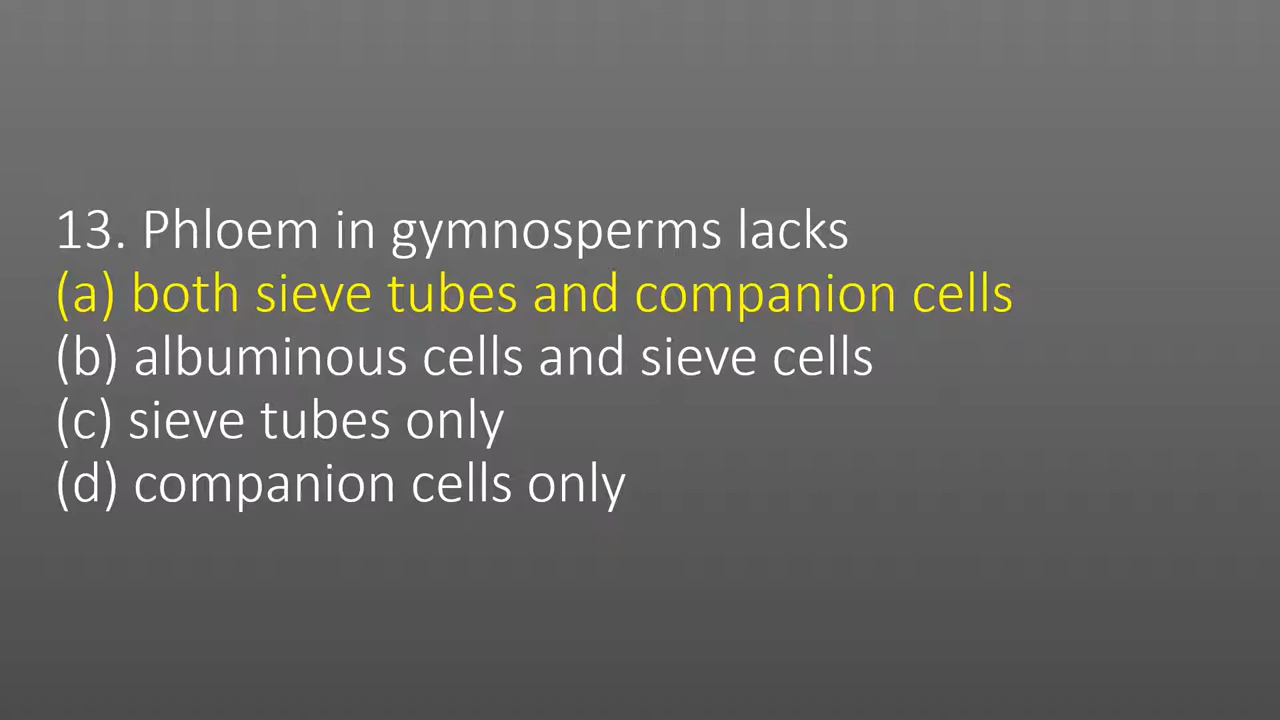 13. Phloem in gymnosperms lacks
(a) both sieve tubes and companion cells
(b) albuminous cells and sieve cells
(c) sieve tubes only
(d) companion cells only